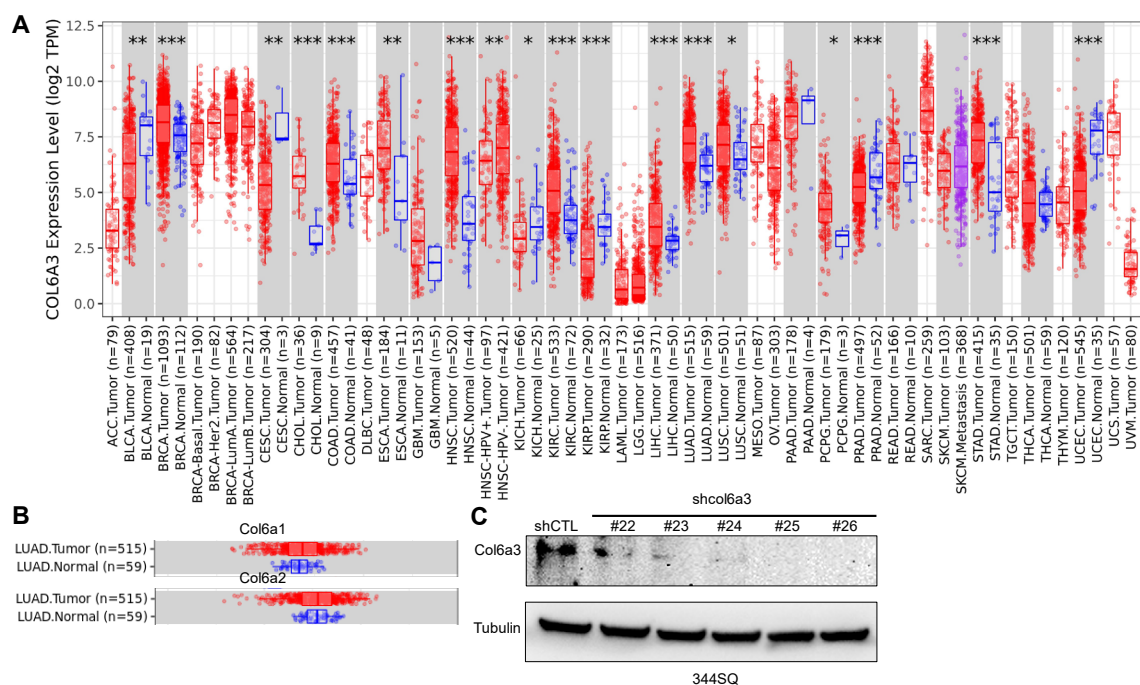 A
COL6A3 Expression Level (log2 TPM)
12.5
10.0
7.5
5.0
2.5
0.0
** *** ** *** *** ** *** ** * *** *** *** *** * * *** *** ***
ACC.Tumor (n=79)
BLCA.Tumor (n=408)
BLCA.Normal (n=19)
BRCA.Tumor (n=1093)
BRCA.Normal (n=112)
BRCA-Basal.Tumor (n=190)
BRCA-Her2. Tumor (n=82)
BRCA-LumA.Tumor (n=564)
BRCA-LumB.Tumor (n=217)
CESC.Tumor (n=304)
CESC.Normal (n=3)
CHOL.Tumor (n=36)
CHOL.Normal (n=9)
COAD.Tumor (n=457)
COAD.Normal (n=41)
DLBC. Tumor (n=48)
ESCA.Tumor (n=184)
ESCA.Normal (n=11)
GBM.Tumor (n=153)
GBM.Normal (n=5)
HNSC.Tumor (n=520)
HNSC.Normal (n=44)
HNSC-HPV+. Tumor (n=97)
HNSC-HPV-.Tumor (n=421)
KICH.Tumor (n=66)
KICH.Normal (n=25)
KIRC.Tumor (n=533)
KIRC.Normal (n=72)
KIRP.Tumor (n=290)
KIRP.Normal (n=32)
LAML.Tumor (n=173)
LGG.Tumor (n=516)
LIHC.Tumor (n=371)
LIHC.Normal (n=50)
LUAD.Tumor (n=515)
LUAD.Normal (n=59)
LUSC.Tumor (n=501)
LUSC.Normal (n=51)
MESO.Tumor (n=87)
OV.Tumor (n=303)
PAAD.Tumor (n=178)
PAAD.Normal (n=4)
PCPG.Tumor (n=179)
PCPG.Normal (n=3)
PRAD.Tumor (n=497)
PRAD.Normal (n=52)
READ.Tumor (n=166)
READ.Normal (n=10)
SARC.Tumor (n=259)
SKCM.Tumor (n=103)
SKCM.Metastasis (n=368)
STAD.Tumor (n=415)
STAD.Normal (n=35)
TGCT.Tumor (n=150)
THCA.Tumor (n=501)
THCA.Normal (n=59)
THYM.Tumor (n=120)
UCEC.Tumor (n=545)
UCEC.Normal (n=35)
UCS.Tumor (n=57)
UVM.Tumor (n=80)
B
Col6a1
LUAD.Tumor (n=515)
LUAD.Normal (n=59)
Col6a2
LUAD.Tumor (n=515)
LUAD.Normal (n=59)
C
shcol6a3
shCTL #22 #23 #24 #25 #26
Col6a3
Tubulin
344SQ